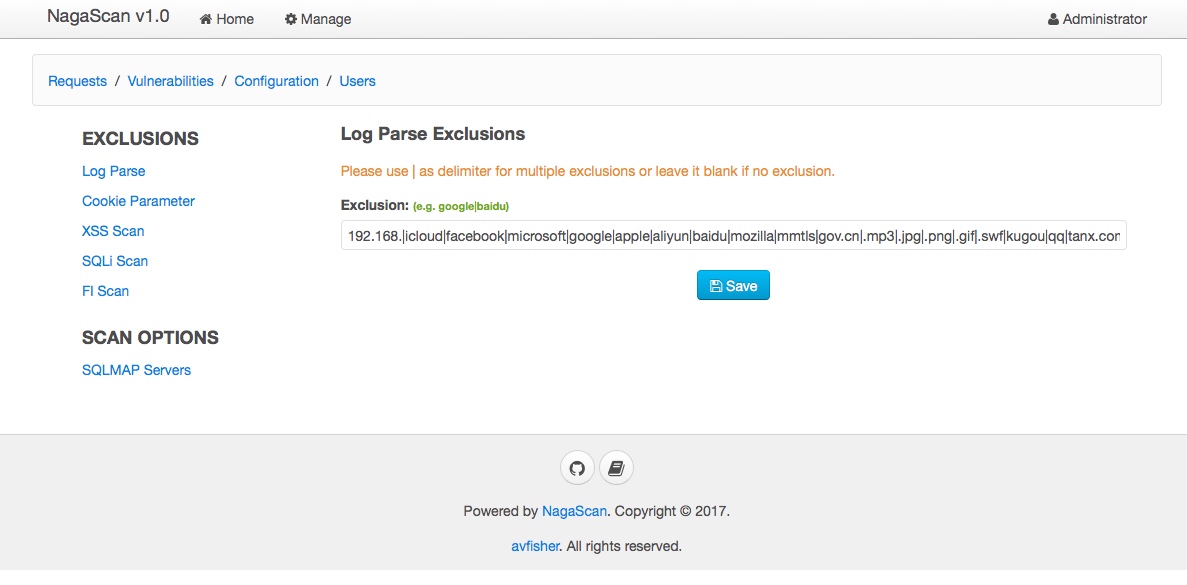 NagaScan v1.0 Home Manage Administrator
Requests / Vulnerabilities / Configuration / Users
EXCLUSIONS
Log Parse
Cookie Parameter
XSS Scan
SQLi Scan
FI Scan
SCAN OPTIONS
SQLMAP Servers
Log Parse Exclusions
Please use | as delimiter for multiple exclusions or leave it blank if no exclusion.
Exclusion: (e.g. google|baidu)
192.168.|icloud|facebook|microsoft|google|apple|aliyun|baidu|mozilla|mmtls|gov.cn|.mp3|.jpg|.png|.gif|.swf|kugou|qq|tanx.con
Save
Powered by NagaScan. Copyright © 2017.
avfisher. All rights reserved.